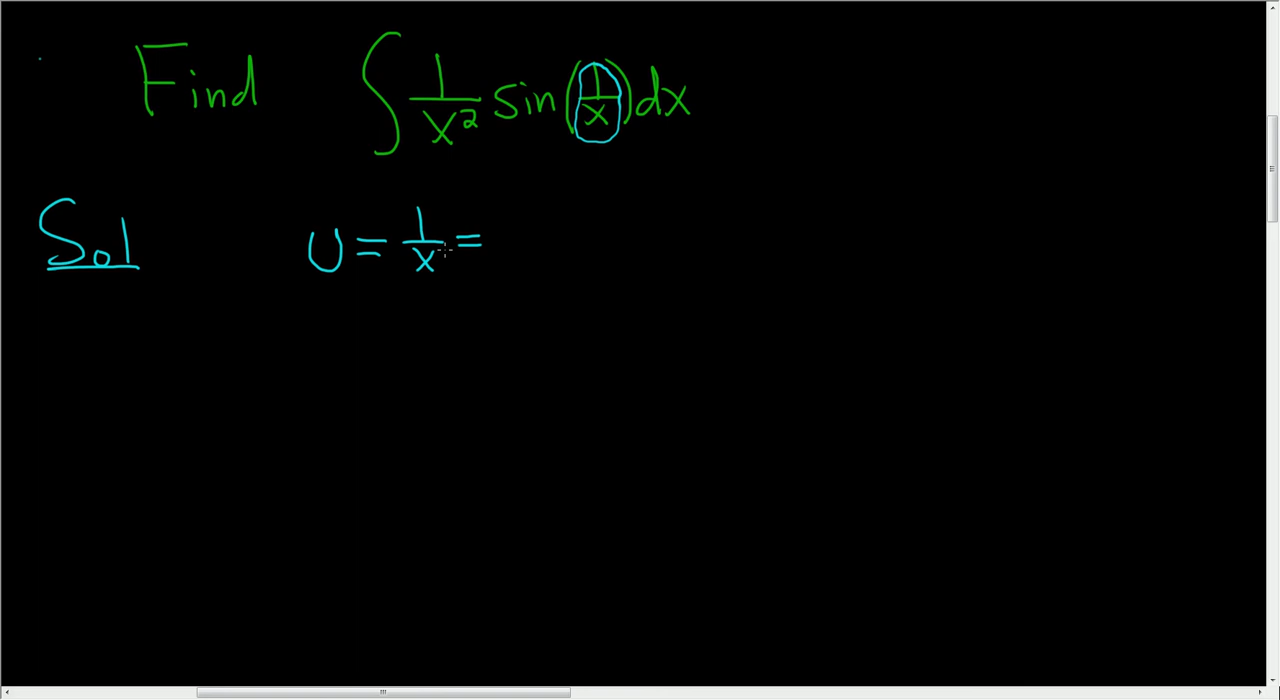 Find ∫ 1/x² sin(1/x) dx
Sol u = 1/x =